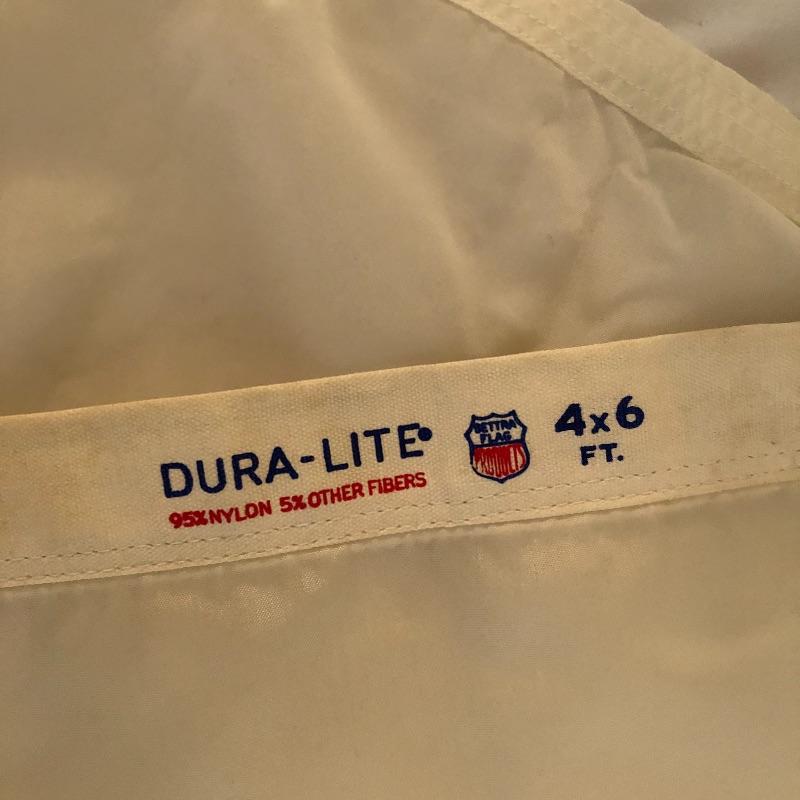 DURA-LITE®
95% NYLON 5% OTHER FIBERS
DETTRA
FLAG
PRODUCTS
4x6
FT.